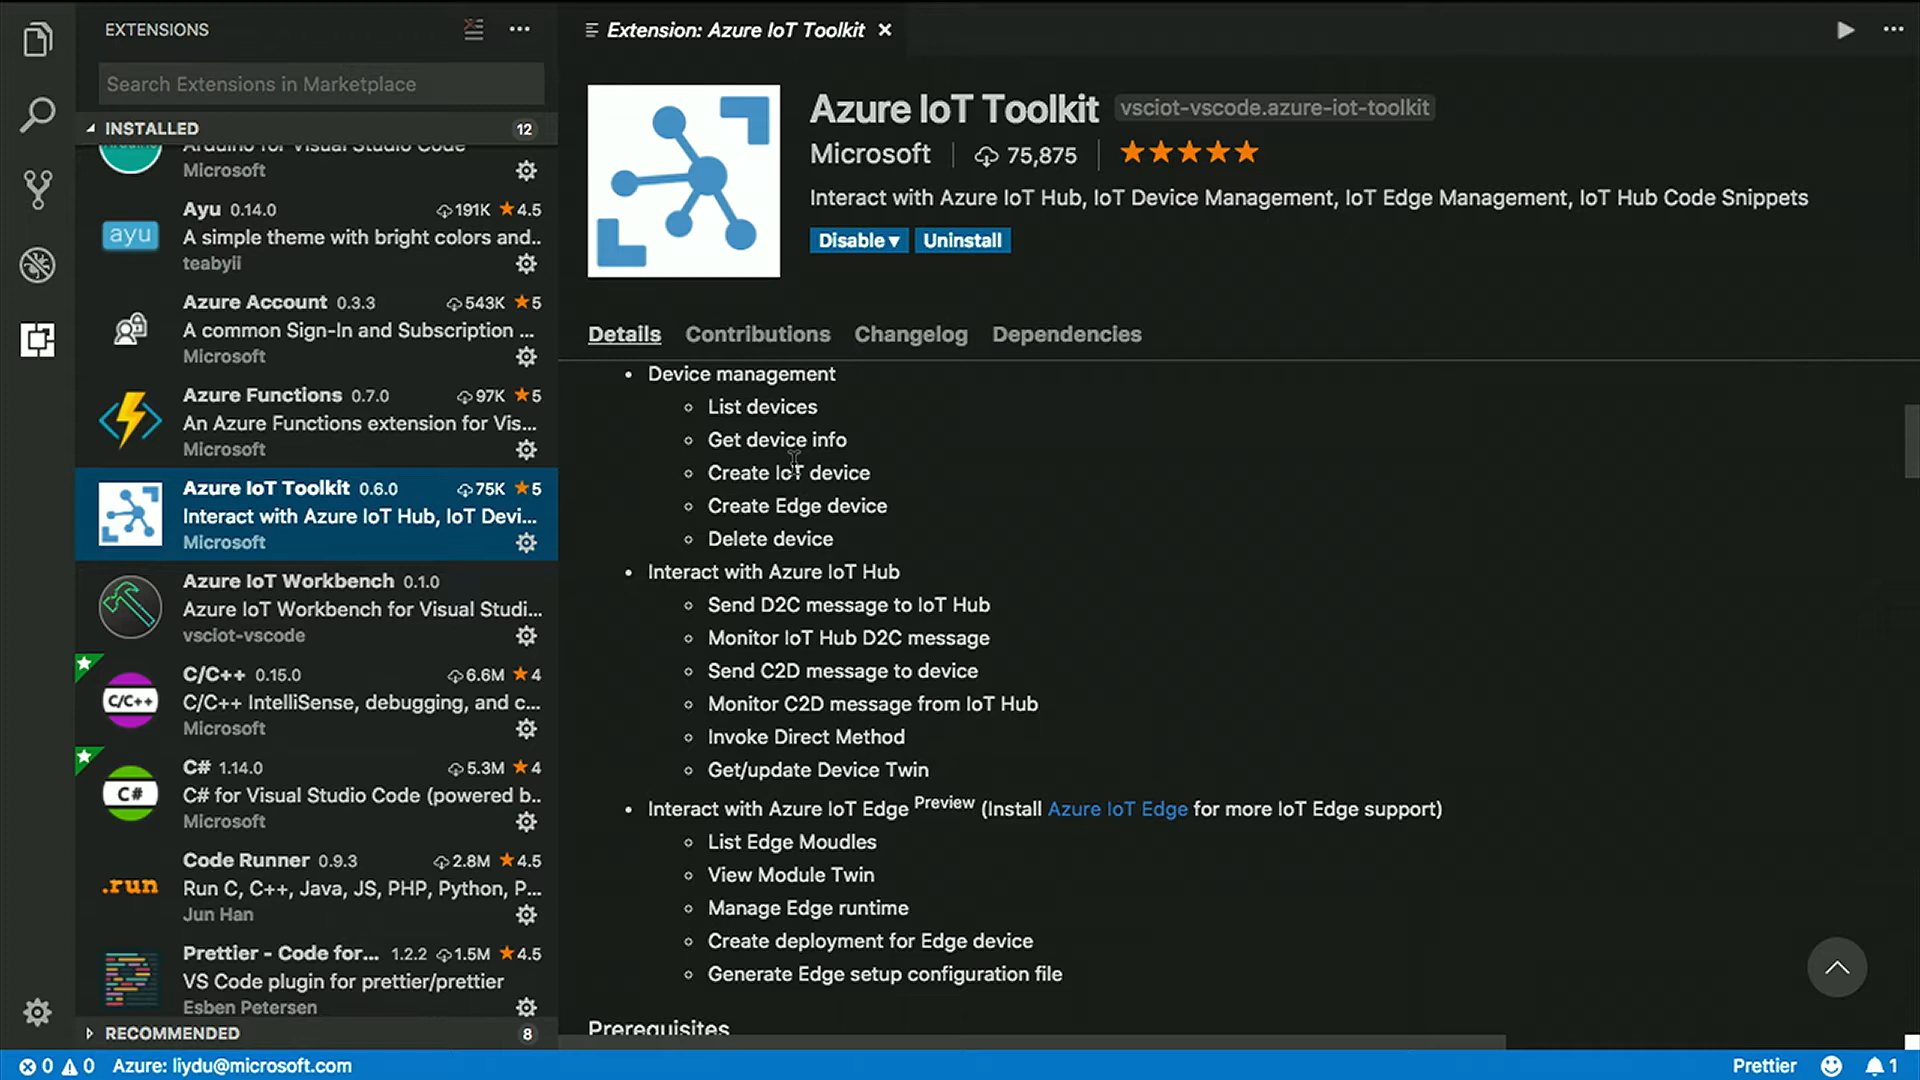 EXTENSIONS
Search Extensions in Marketplace
INSTALLED 12
Arduino for Visual Studio Code
Microsoft
Ayu 0.14.0 191K 4.5
ayu
A simple theme with bright colors and..
teabyii
Azure Account 0.3.3 543K 5
A common Sign-In and Subscription ...
Microsoft
Azure Functions 0.7.0 97K 5
An Azure Functions extension for Vis...
Microsoft
Azure IoT Toolkit 0.6.0 75K 5
Interact with Azure IoT Hub, IoT Devi...
Microsoft
Azure IoT Workbench 0.1.0
Azure IoT Workbench for Visual Studi...
vsciot-vscode
C/C++ 0.15.0 6.6M 4
C/C++
C/C++ IntelliSense, debugging, and c...
Microsoft
C# 1.14.0 5.3M 4
C#
C# for Visual Studio Code (powered b..
Microsoft
Code Runner 0.9.3 2.8M 4.5
.run
Run C, C++, Java, JS, PHP, Python, P...
Jun Han
Prettier - Code for... 1.2.2 1.5M 4.5
VS Code plugin for prettier/prettier
Esben Petersen
RECOMMENDED 8
Extension: Azure IoT Toolkit
Azure IoT Toolkit vsciot-vscode.azure-iot-toolkit
Microsoft 75,875
Interact with Azure IoT Hub, IoT Device Management, IoT Edge Management, IoT Hub Code Snippets
Disable Uninstall
Details Contributions Changelog Dependencies
Device management
List devices
Get device info
Create IoT device
Create Edge device
Delete device
Interact with Azure IoT Hub
Send D2C message to IoT Hub
Monitor IoT Hub D2C message
Send C2D message to device
Monitor C2D message from IoT Hub
Invoke Direct Method
Get/update Device Twin
Interact with Azure IoT Edge Preview (Install Azure IoT Edge for more IoT Edge support)
List Edge Moudles
View Module Twin
Manage Edge runtime
Create deployment for Edge device
Generate Edge setup configuration file
Prerequisites
0 0 Azure: liydu@microsoft.com Prettier 1